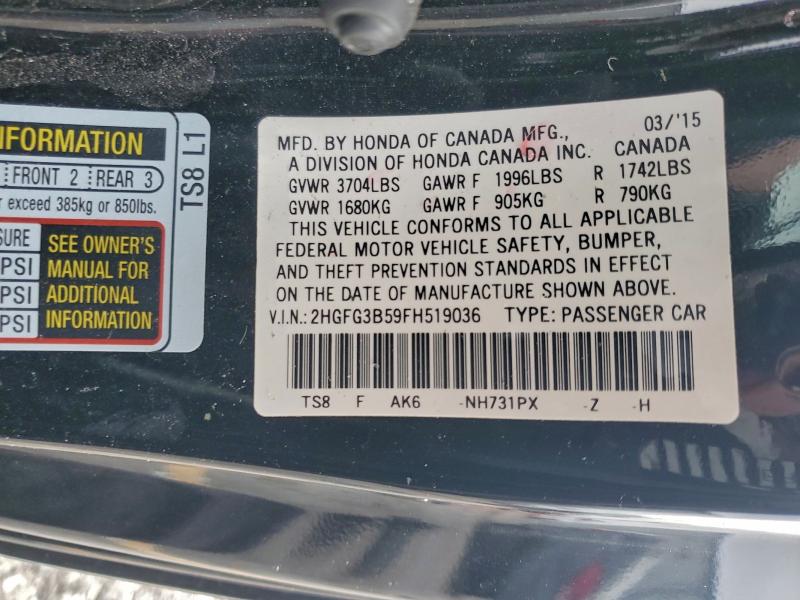 INFORMATION
FRONT 2 REAR 3
exceed 385kg or 850lbs.
PSI
PSI
PSI
SEE OWNER'S
MANUAL FOR
ADDITIONAL
INFORMATION
TS8 L1
03/'15
MFD. BY HONDA OF CANADA MFG.,
A DIVISION OF HONDA CANADA INC. CANADA
GVWR 3704LBS GAWR F 1996LBS R 1742LBS
GVWR 1680KG GAWR F 905KG R 790KG
THIS VEHICLE CONFORMS TO ALL APPLICABLE
FEDERAL MOTOR VEHICLE SAFETY, BUMPER,
AND THEFT PREVENTION STANDARDS IN EFFECT
ON THE DATE OF MANUFACTURE SHOWN ABOVE.
V.I.N.: 2HGFG3B59FH519036 TYPE: PASSENGER CAR
TS8 F AK6 -NH731PX -Z -H